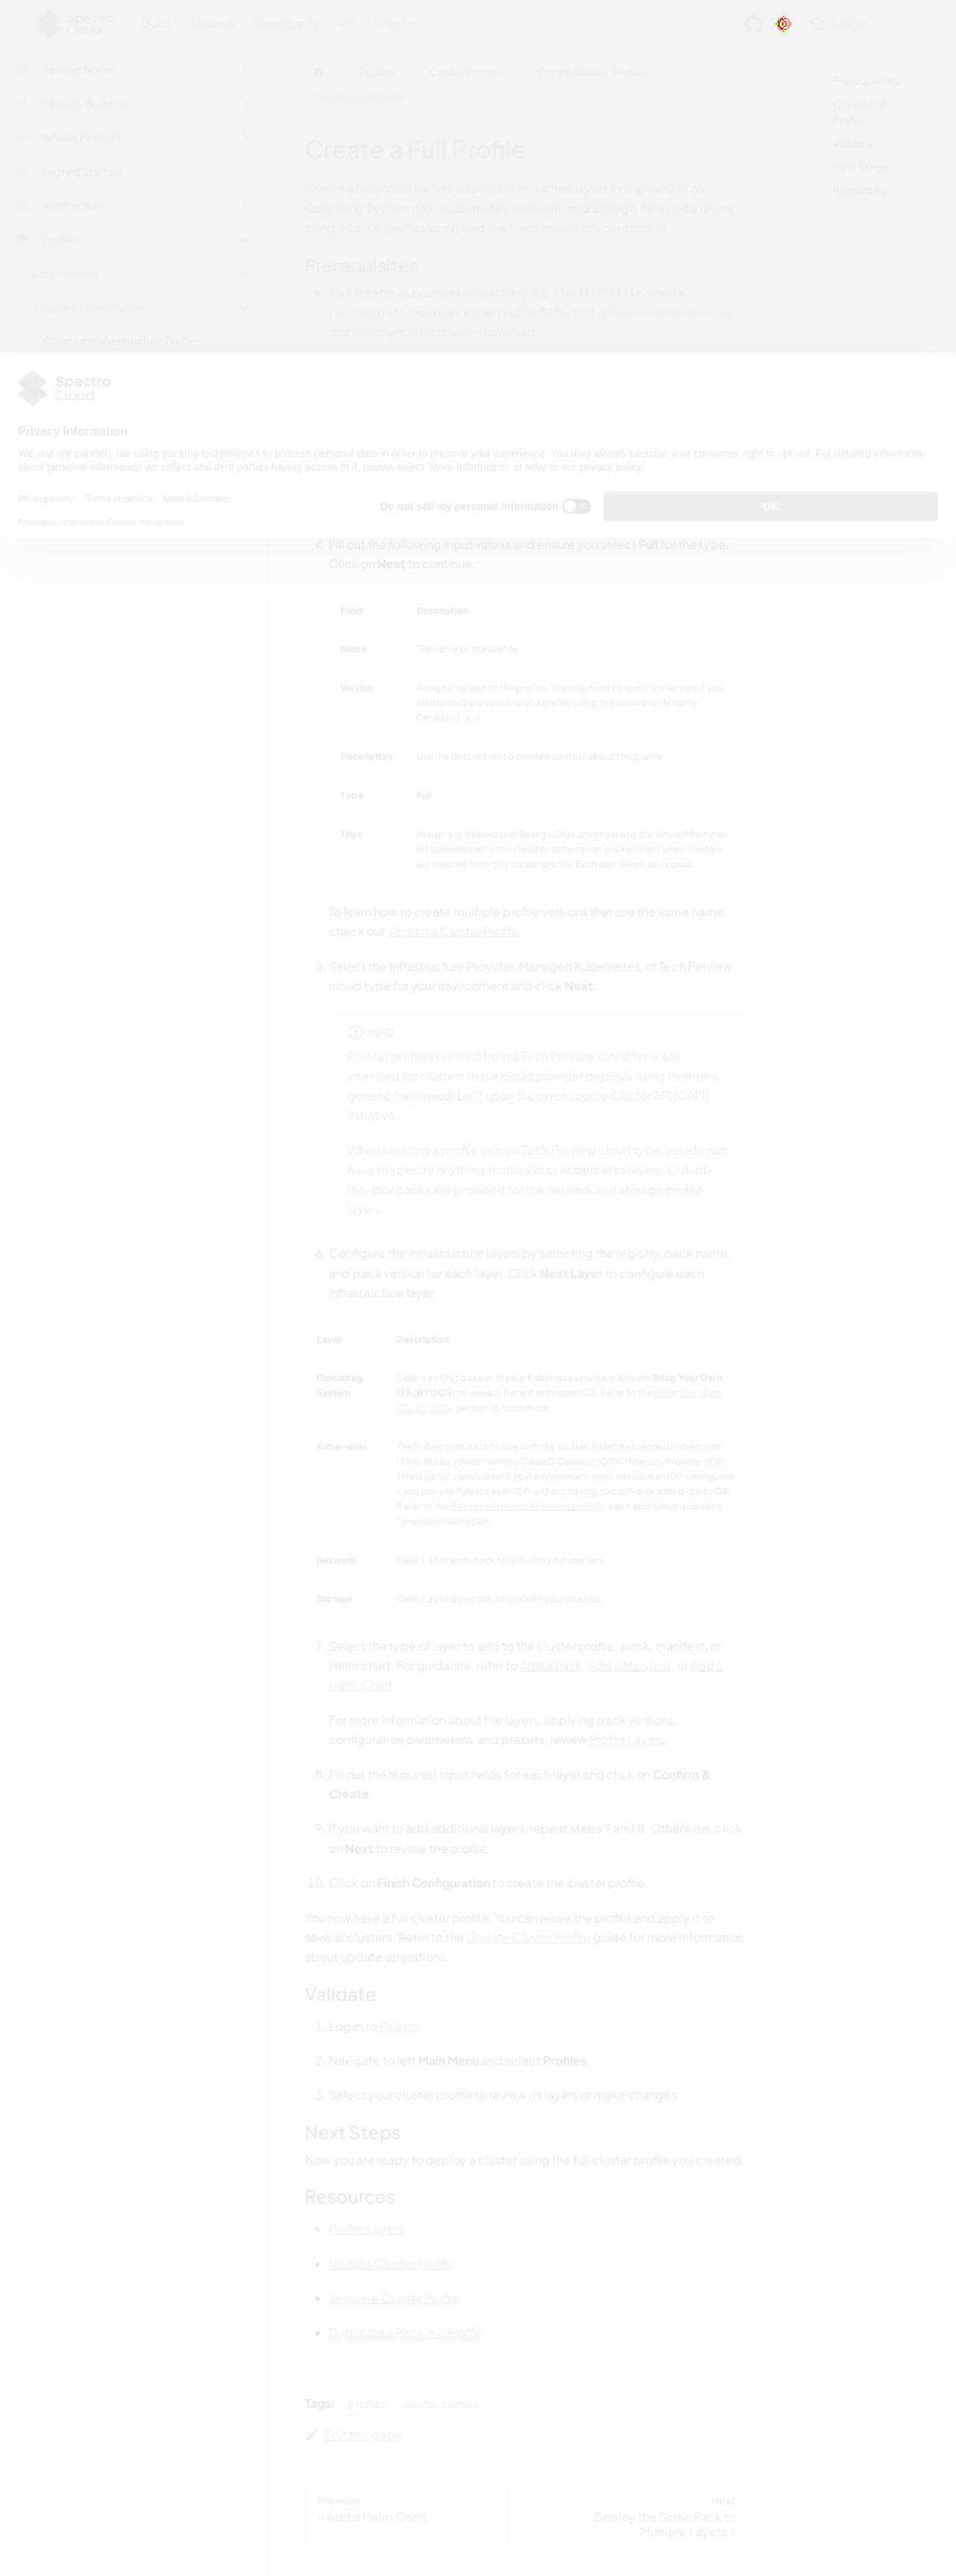 Spectro
Cloud
Docs
Release Notes
Security Bulletins
What is Palette?
Getting Started
Architecture
Profiles
Cluster Profiles
Create Cluster Profiles
Create an Infrastructure Profile
Prerequisites
Create Full
Profile
Validate
Next Steps
Resources
Create a Full Profile
Create a full profile by first adding infrastructure layers composed of an
Operating System (OS), Kubernetes, Network, and Storage. Next, add layers
using add-on profiles to expand the functionality of your clusters.
Prerequisites
Your Palette account role must have the clusterProfile.create
permission to create a cluster profile. Refer to the Roles and Permissions
documentation for more information.
Spectro
Cloud
Privacy Information
We and our partners are using tracking technologies to process personal data in order to improve your experience. You may always exercise your consumer right to opt-out. For detailed information
about personal information we collect and third parties having access to it, please select 'More Information' or refer to our privacy policy.
Privacy policy Terms of service More Information
Powered by Usercentrics Consent Management
Do not sell my personal information
OK
4. Fill out the following input values and ensure you select Full for the type.
Click on Next to continue.
Field Description
Name The name of the profile.
Version Assign a version to the profile. You only need to specify a version if you
create multiple versions of a profile using the same profile name.
Default: 1.0.0.
Description Use the description to provide context about the profile.
Type Full
Tags Assign any desired profile tags. Tags propagate to the Virtual Machines
(VMs) deployed in the cloud or data center environment when clusters
are created from this cluster profile. Example: owner: or region.
To learn how to create multiple profile versions that use the same name,
check out Version a Cluster Profile.
5. Select the Infrastructure Provider, Managed Kubernetes, or Tech Preview
cloud type for your environment and click Next.
INFO
Cluster profiles created from a Tech Preview cloud type are
intended for clusters that a cloud provider deploys using Palette's
generic framework built upon the open source Cluster API (CAPI)
initiative.
When creating a profile using a Tech Preview cloud type, you do not
have to specify anything for the OS or Kubernetes layers. Out-of-
the-box packs are provided for me network and storage profile
layers.
6. Configure the infrastructure layers by selecting the registry, pack name,
and pack version for each layer. Click Next Layer to configure each
infrastructure layer.
Layer Description
Operating System Select an OS to use with your Kubernetes clusters. Use the Bring Your Own
OS (BYOOS) to use a different or custom OS. Refer to the Bring Your Own
OS (BYOOS) section to learn more.
Kubernetes The Kubernetes pack to use with the cluster. Palette eXtended Kubernetes
(PXK) allows you to manage OpenID Connect (OIDC) Identity Provider (IDP)
This is particularly useful if your environment does not have an IDP configured
- you can use Palette as an IDP without having to configure a third-party IDP.
Refer to the Palette eXtended Kubernetes (PXK) pack additional guidance
for more information.
Network Select a network pack to use with your clusters.
Storage Select a storage pack to use with your clusters.
7. Select the type of layer to add to the cluster profile: pack, manifest, or
Helm chart. For guidance, refer to Add a Pack, Add a Manifest, or Add a
Helm Chart.
For more information about the layers, applying pack versions,
configuration parameters, and presets, review Profile Layers.
8. Fill out the required input fields for each layer and click on Confirm &
Create.
9. If you want to add additional layers, repeat steps 7 and 8. Otherwise, click
on Next to review the profile.
10. Click on Finish Configuration to create the cluster profile.
You now have a full cluster profile. You can reuse the profile and apply it to
several clusters. Refer to the Update Cluster Profile guide for more information
about update operations.
Validate
1. Log in to Palette.
2. Navigate to left Main Menu and select Profiles.
3. Select your cluster profile to review its layers or make changes.
Next Steps
Now you are ready to deploy a cluster using the full cluster profile you created.
Resources
Profile Layers
Update Cluster Profile
Version a Cluster Profile
Duplicate a Pack in a Profile
Tags: profiles cluster profiles
Edit this page
Previous
« Add a Helm Chart
Next
Deploy the Same Pack to
Multiple Layers »